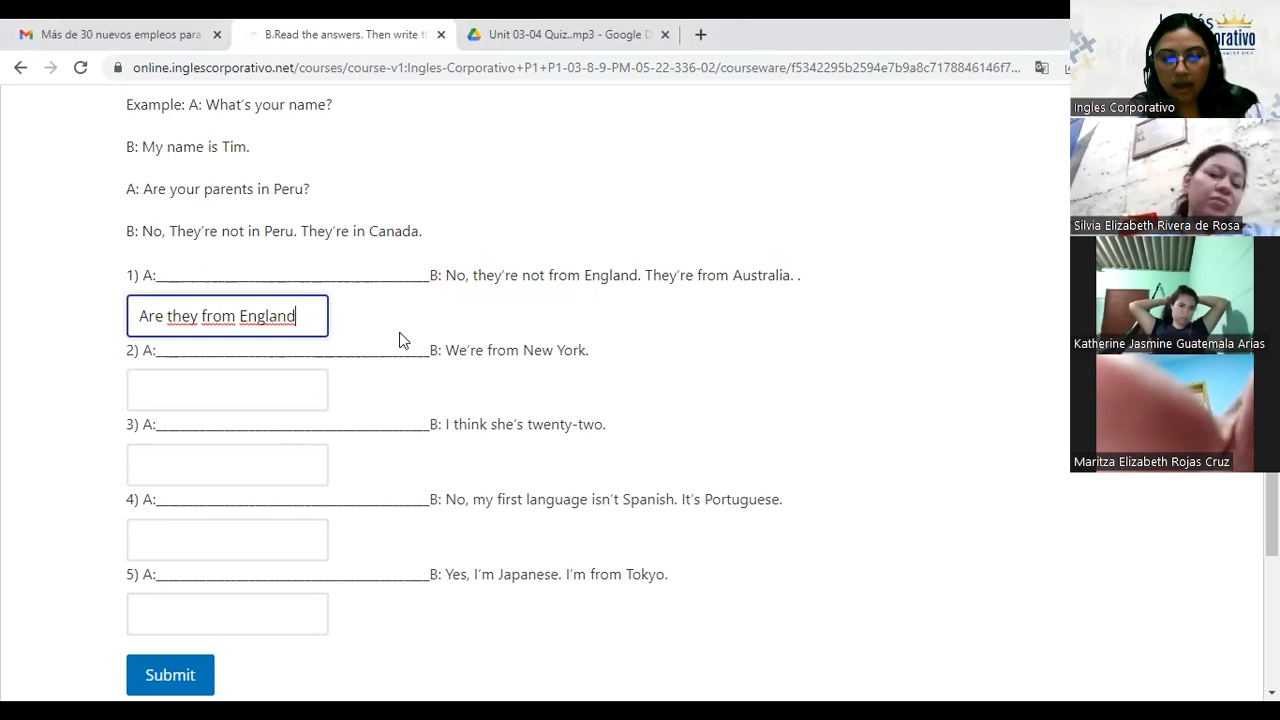 Más de 30 nuevos empleos para
B.Read the answers. Then write t
Unit 03-04 Quiz..mp3 - Google D
online.inglescorporativo.net/courses/course-v1:Ingles-Corporativo+P1+P1-03-8-9-PM-05-22-336-02/courseware/f5342295b2594e7b9a8c7178846146f7...
Example: A: What's your name?
B: My name is Tim.
A: Are your parents in Peru?
B: No, They're not in Peru. They're in Canada.
1) A:_________________________________B: No, they're not from England. They're from Australia. .
Are they from England
2) A:_________________________________B: We're from New York.
3) A:_________________________________B: I think she's twenty-two.
4) A:_________________________________B: No, my first language isn't Spanish. It's Portuguese.
5) A:_________________________________B: Yes, I'm Japanese. I'm from Tokyo.
Submit
Ingles Corporativo
Silvia Elizabeth Rivera de Rosa
Katherine Jasmine Guatemala Arias
Maritza Elizabeth Rojas Cruz